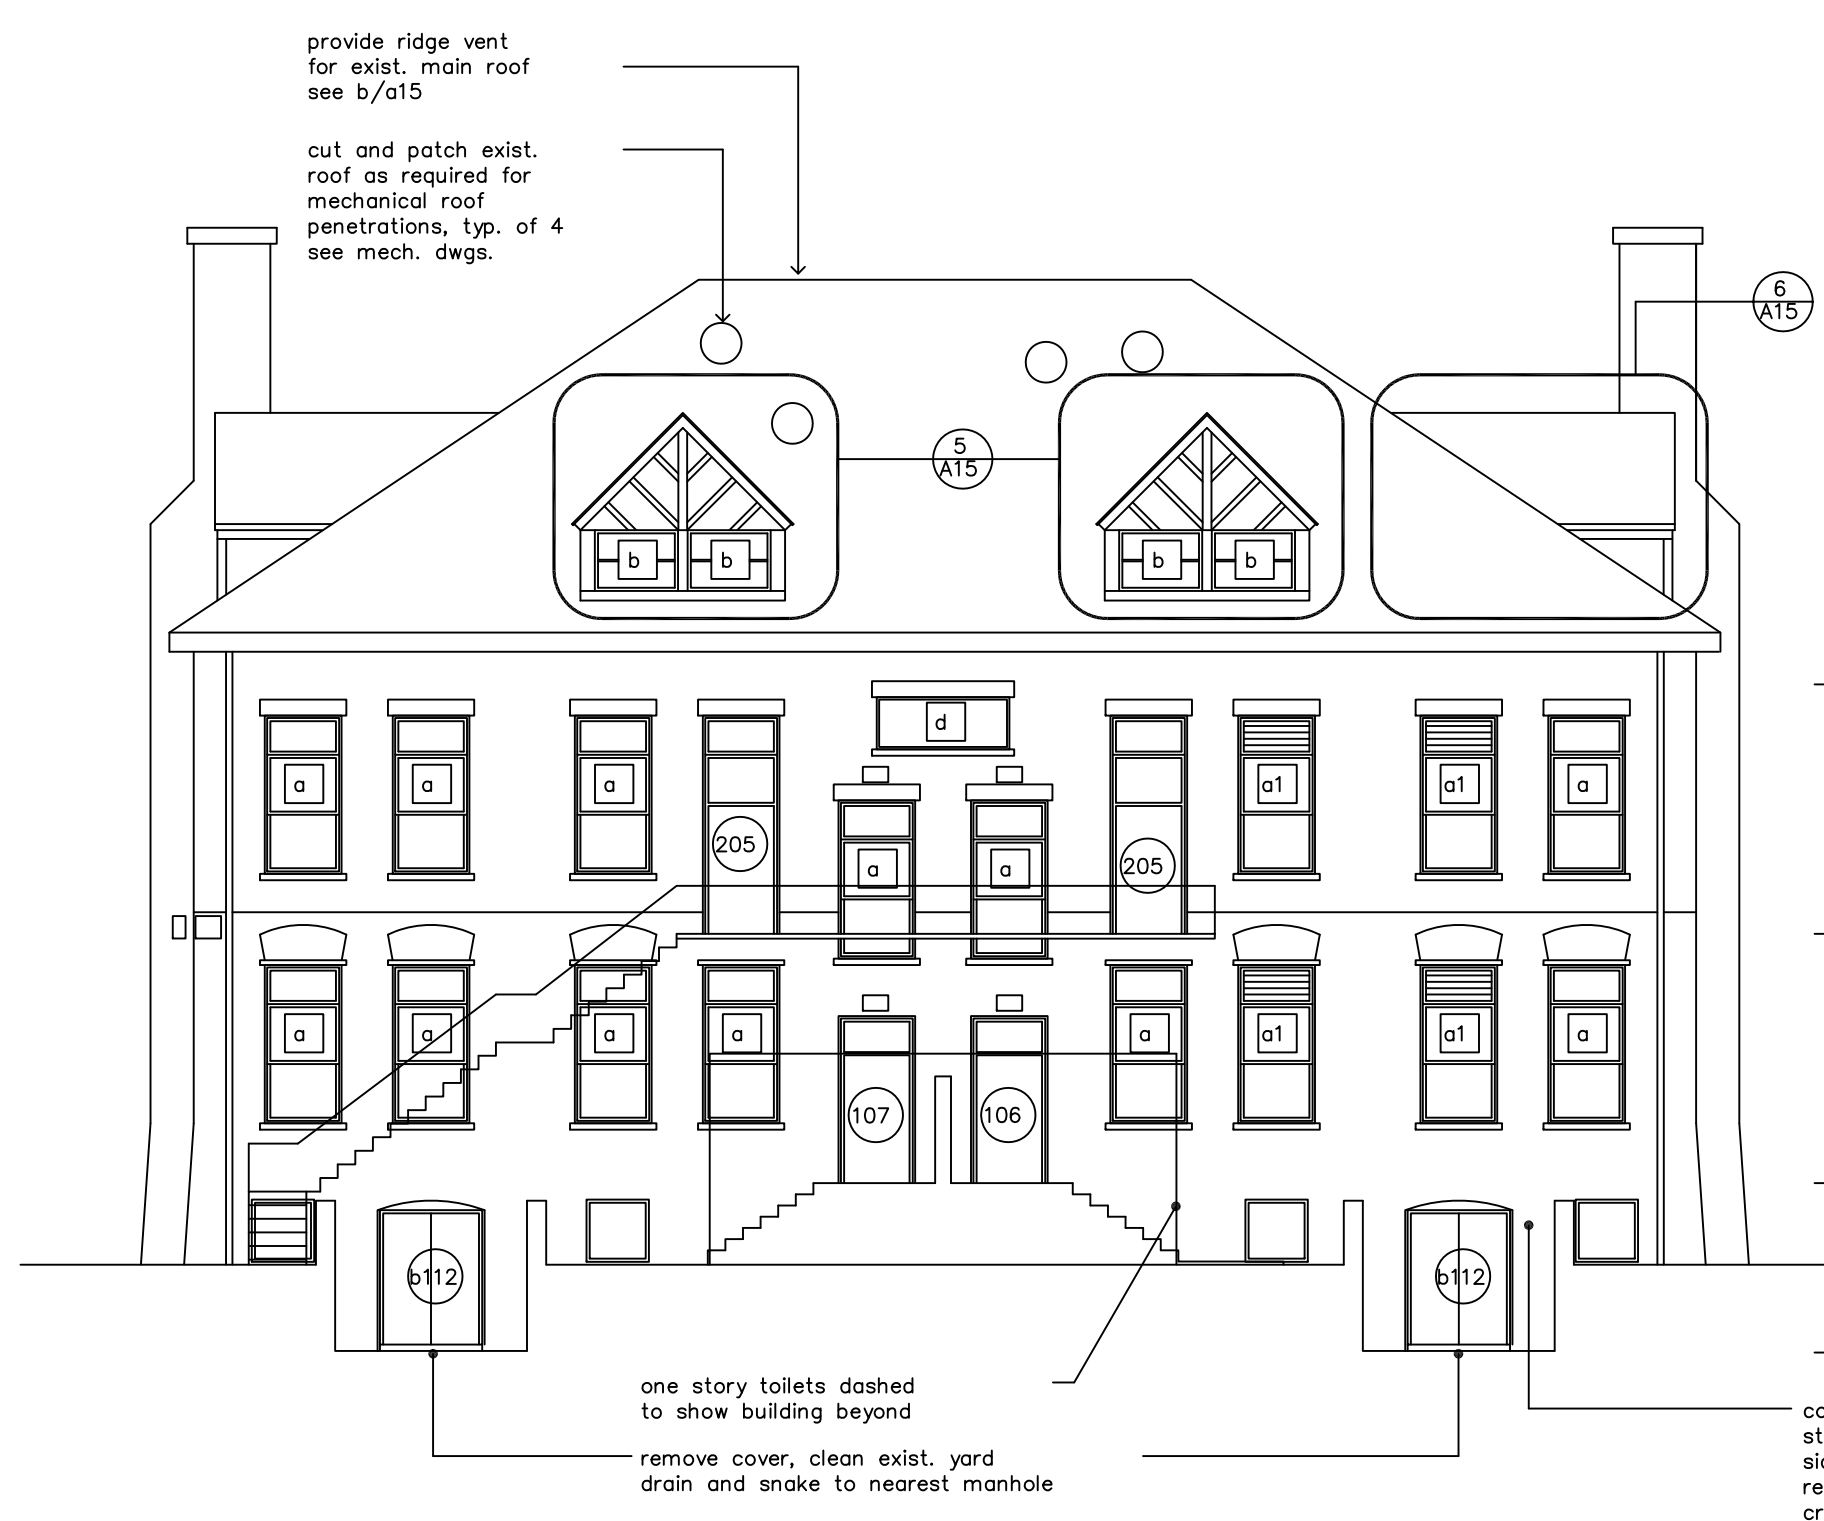 provide ridge vent
for exist. main roof
see b/a15
cut and patch exist.
roof as required for
mechanical roof
penetrations, typ. of 4
see mech. dwgs.
6
A15
5
A15
b b b b
d
a a a a1 a1 a
205 205
a a
a a a a a a1 a1 a
107 106
b112 b112
one story toilets dashed
to show building beyond
remove cover, clean exist. yard
drain and snake to nearest manhole